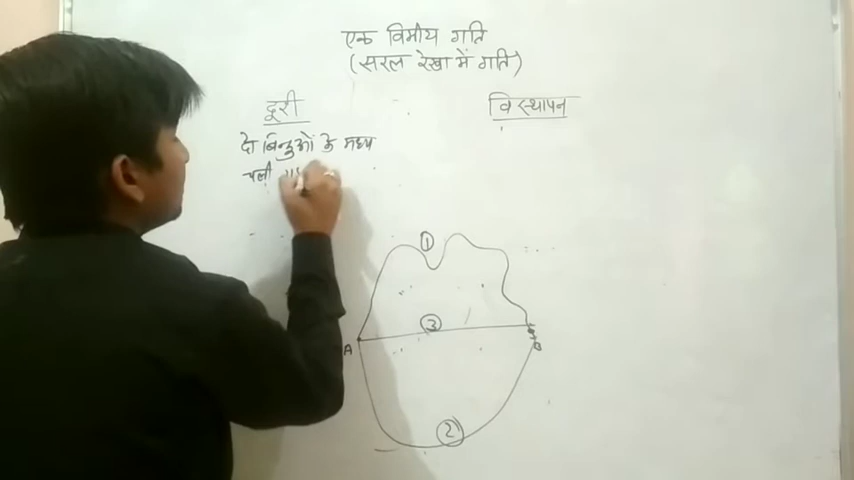 एक विमीय गति
(सरल रेखा में गति)
दूरी
विस्थापन
दो बिन्दुओं के मध्य
चली
1
3
A
B
2